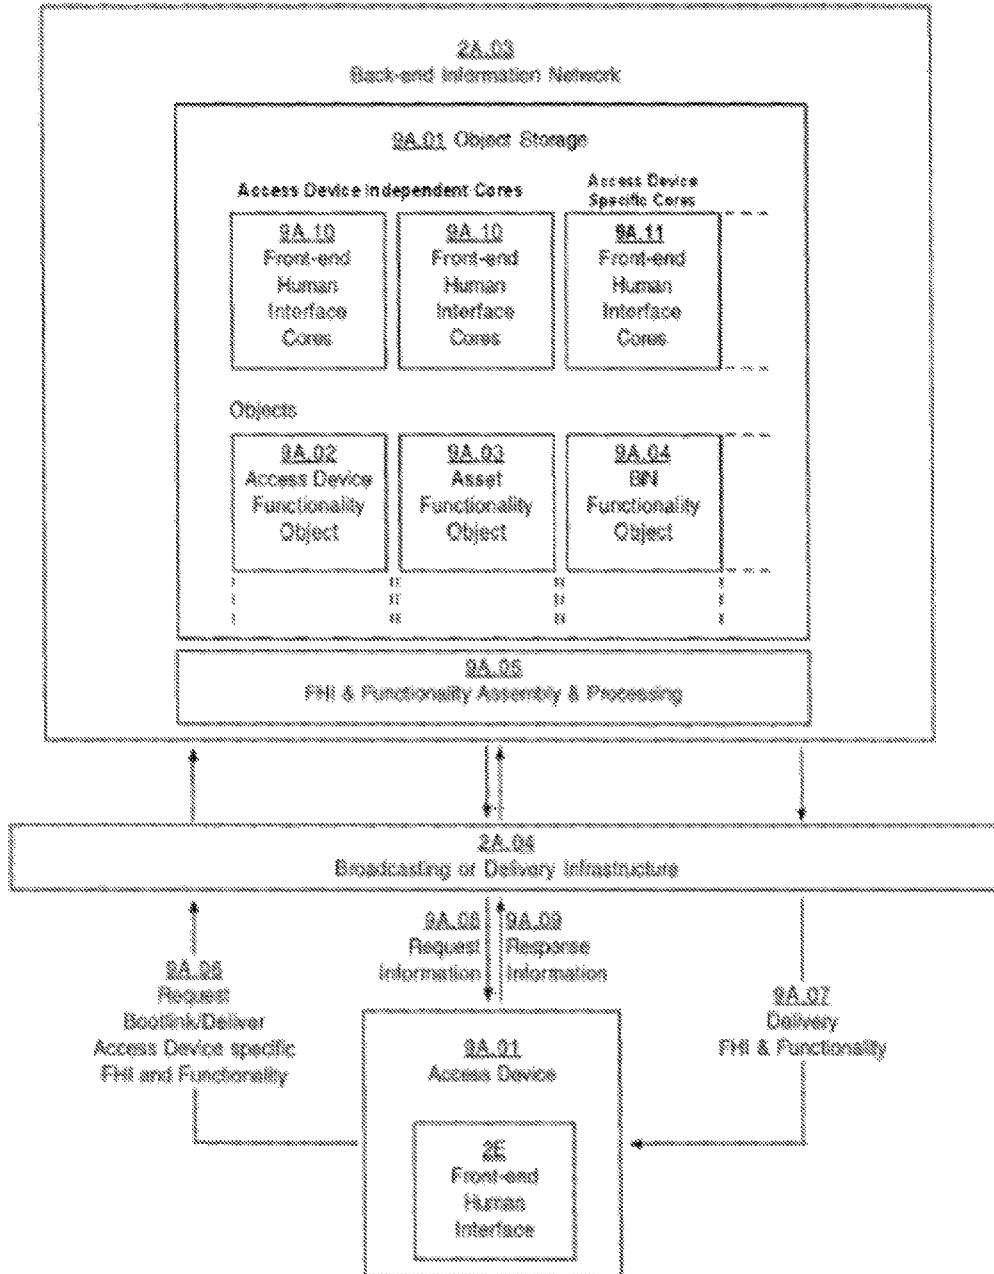 2A.03
Back-end Information Network
9A.01 Object Storage
Access Device Independent Cores
Access Device
Specific Cores
9A.10
Front-end
Human
Interface
Cores
9A.10
Front-end
Human
Interface
Cores
9A.11
Front-end
Human
Interface
Cores
Objects
9A.02
Access Device
Functionality
Object
9A.03
Asset
Functionality
Object
9A.04
BIN
Functionality
Object
9A.05
FHI & Functionality Assembly & Processing
2A.04
Broadcasting or Delivery Infrastructure
9A.08
Request
Information
9A.09
Response
Information
9A.06
Request
Bootlink/Deliver
Access Device specific
FHI and Functionality
9A.07
Delivery
FHI & Functionality
9A.01
Access Device
2E
Front-end
Human
Interface